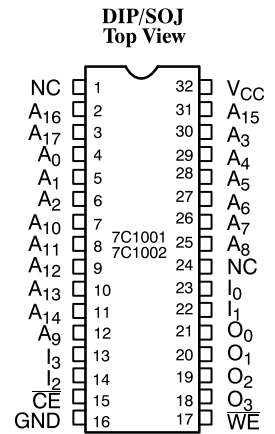 DIP/SOJ
Top View
NC 1 32 VCC
A16 2 31 A15
A17 3 30 A3
A0 4 29 A4
A1 5 28 A5
A2 6 27 A6
A10 7 26 A7
A11 8 7C1001 25 A8
A12 9 7C1002 24 NC
A13 10 23 I0
A14 11 22 I1
A9 12 21 O0
I3 13 20 O1
I2 14 19 O2
CE 15 18 O3
GND 16 17 WE